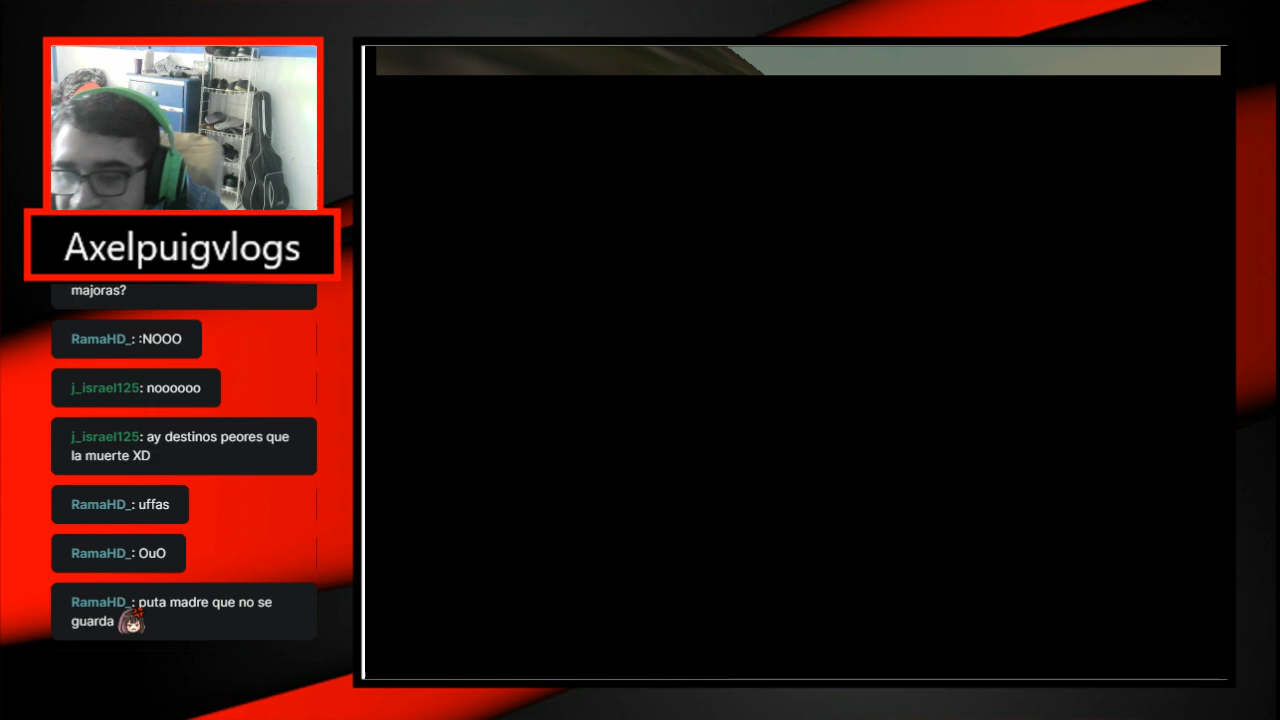 Axelpuigvlogs
majoras?
RamaHD_: :NOOO
j_israel125: noooooo
j_israel125: ay destinos peores que
la muerte XD
RamaHD_: uffas
RamaHD_: OuO
RamaHD_: puta madre que no se
guarda